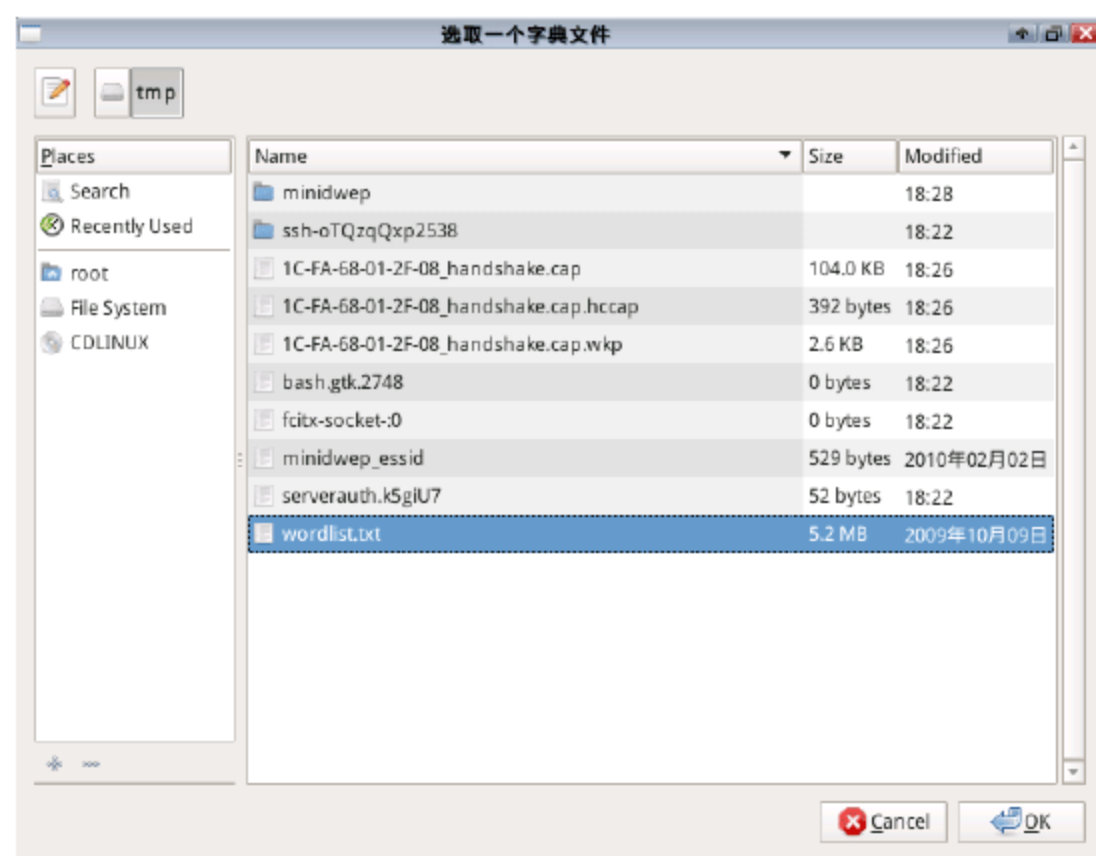 选取一个字典文件
tmp
Places
Name Size Modified
Search
Recently Used
root
File System
CDLINUX
minidwep 18:28
ssh-oTQzqQxp2538 18:22
1C-FA-68-01-2F-08_handshake.cap 104.0 KB 18:26
1C-FA-68-01-2F-08_handshake.cap.hccap 392 bytes 18:26
1C-FA-68-01-2F-08_handshake.cap.wkp 2.6 KB 18:26
bash.gtk.2748 0 bytes 18:22
fcitx-socket-:0 0 bytes 18:22
minidwep_essid 529 bytes 2010年02月02日
serverauth.k5giU7 52 bytes 18:22
wordlist.txt 5.2 MB 2009年10月09日
Cancel
OK